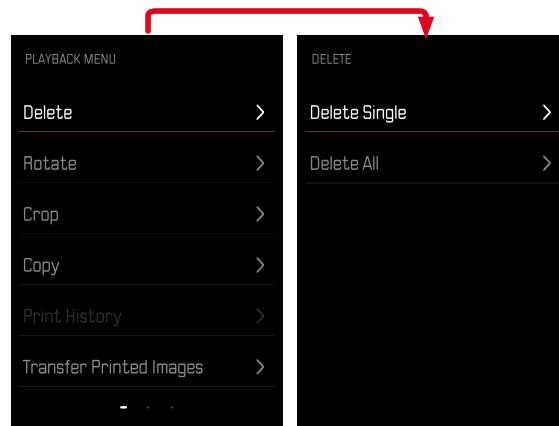 PLAYBACK MENU
Delete
Rotate
Crop
Copy
Print History
Transfer Printed Images
DELETE
Delete Single
Delete All